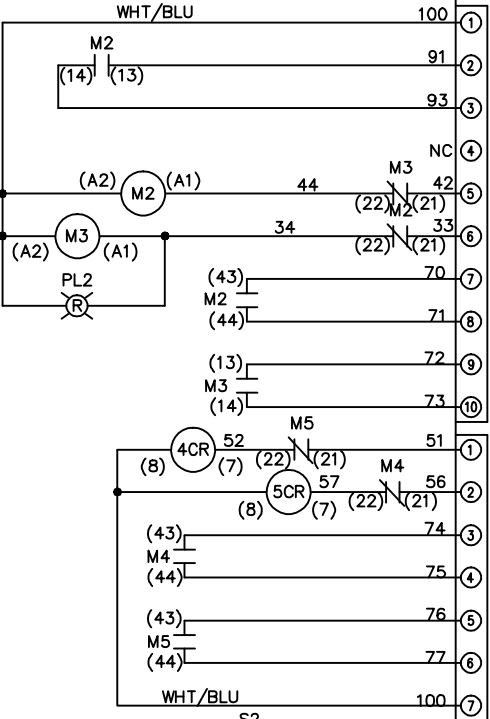 WHT/BLU 100 1
M2 91 2
(14) (13)
93 3
NC 4
(A2) M2 (A1) 44 M3 42 5
(22) (21)
(A2) M3 (A1) 34 M2 33 6
(22) (21)
PL2
R
(43) 70 7
M2
(44) 71 8
(13) 72 9
M3
(14) 73 10
4CR 52 M5 51 1
(8) (7) (22) (21)
5CR 57 M4 56 2
(8) (7) (22) (21)
(43) 74 3
M4
(44) 75 4
(43) 76 5
M5
(44) 77 6
WHT/BLU 100 7